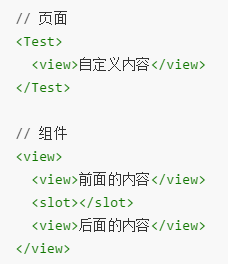 // 页面
<Test>
  <view>自定义内容</view>
</Test>

// 组件
<view>
  <view>前面的内容</view>
  <slot></slot>
  <view>后面的内容</view>
</view>